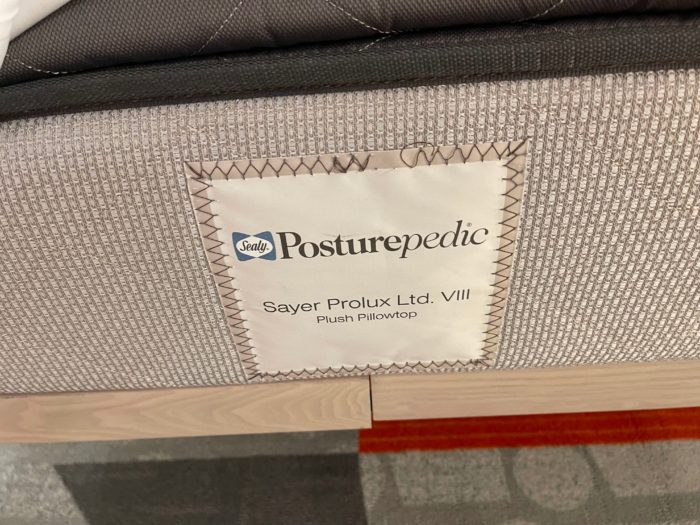 Sealy Posturepedic®
Sayer Prolux Ltd. VIII
Plush Pillowtop